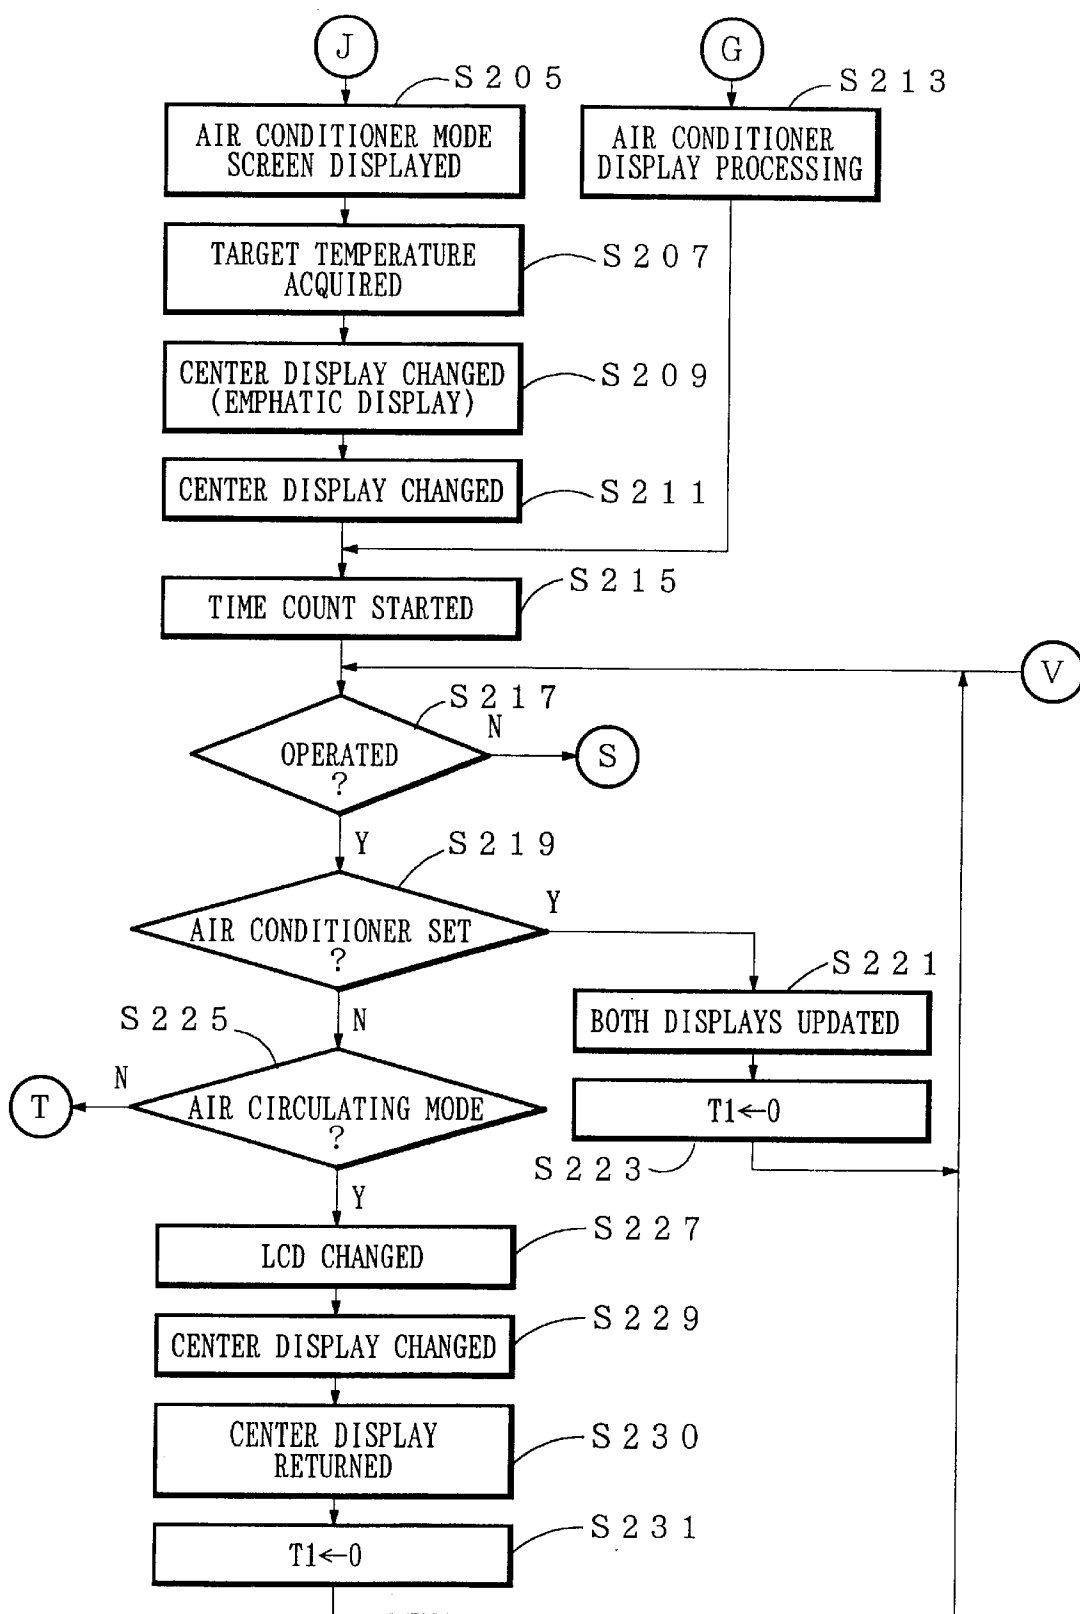 J
G
S205
S213
AIR CONDITIONER MODE
SCREEN DISPLAYED
AIR CONDITIONER
DISPLAY PROCESSING
TARGET TEMPERATURE
ACQUIRED
S207
CENTER DISPLAY CHANGED
(EMPHATIC DISPLAY)
S209
CENTER DISPLAY CHANGED
S211
TIME COUNT STARTED
S215
V
S217
OPERATED
?
N
S
Y
S219
AIR CONDITIONER SET
?
Y
S221
BOTH DISPLAYS UPDATED
N
S225
T1←0
S223
T
N
AIR CIRCULATING MODE
?
Y
LCD CHANGED
S227
CENTER DISPLAY CHANGED
S229
CENTER DISPLAY
RETURNED
S230
T1←0
S231